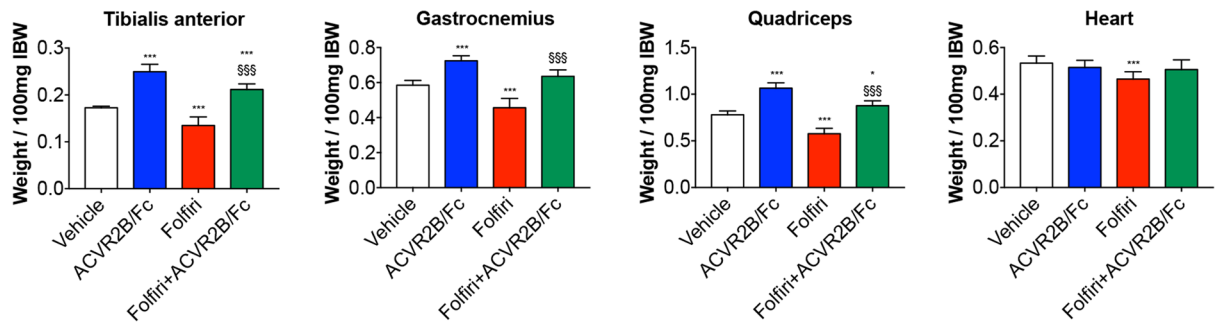 Tibialis anterior
Weight / 100mg IBW
0.3
0.2
0.1
0.0
***
***
***
§§§
Vehicle
ACVR2B/Fc
Folfiri
Folfiri+ACVR2B/Fc
Gastrocnemius
Weight / 100mg IBW
0.8
0.6
0.4
0.2
0.0
***
***
§§§
Vehicle
ACVR2B/Fc
Folfiri
Folfiri+ACVR2B/Fc
Quadriceps
Weight / 100mg IBW
1.5
1.0
0.5
0.0
***
***
*
§§§
Vehicle
ACVR2B/Fc
Folfiri
Folfiri+ACVR2B/Fc
Heart
Weight / 100mg IBW
0.6
0.4
0.2
0.0
***
Vehicle
ACVR2B/Fc
Folfiri
Folfiri+ACVR2B/Fc